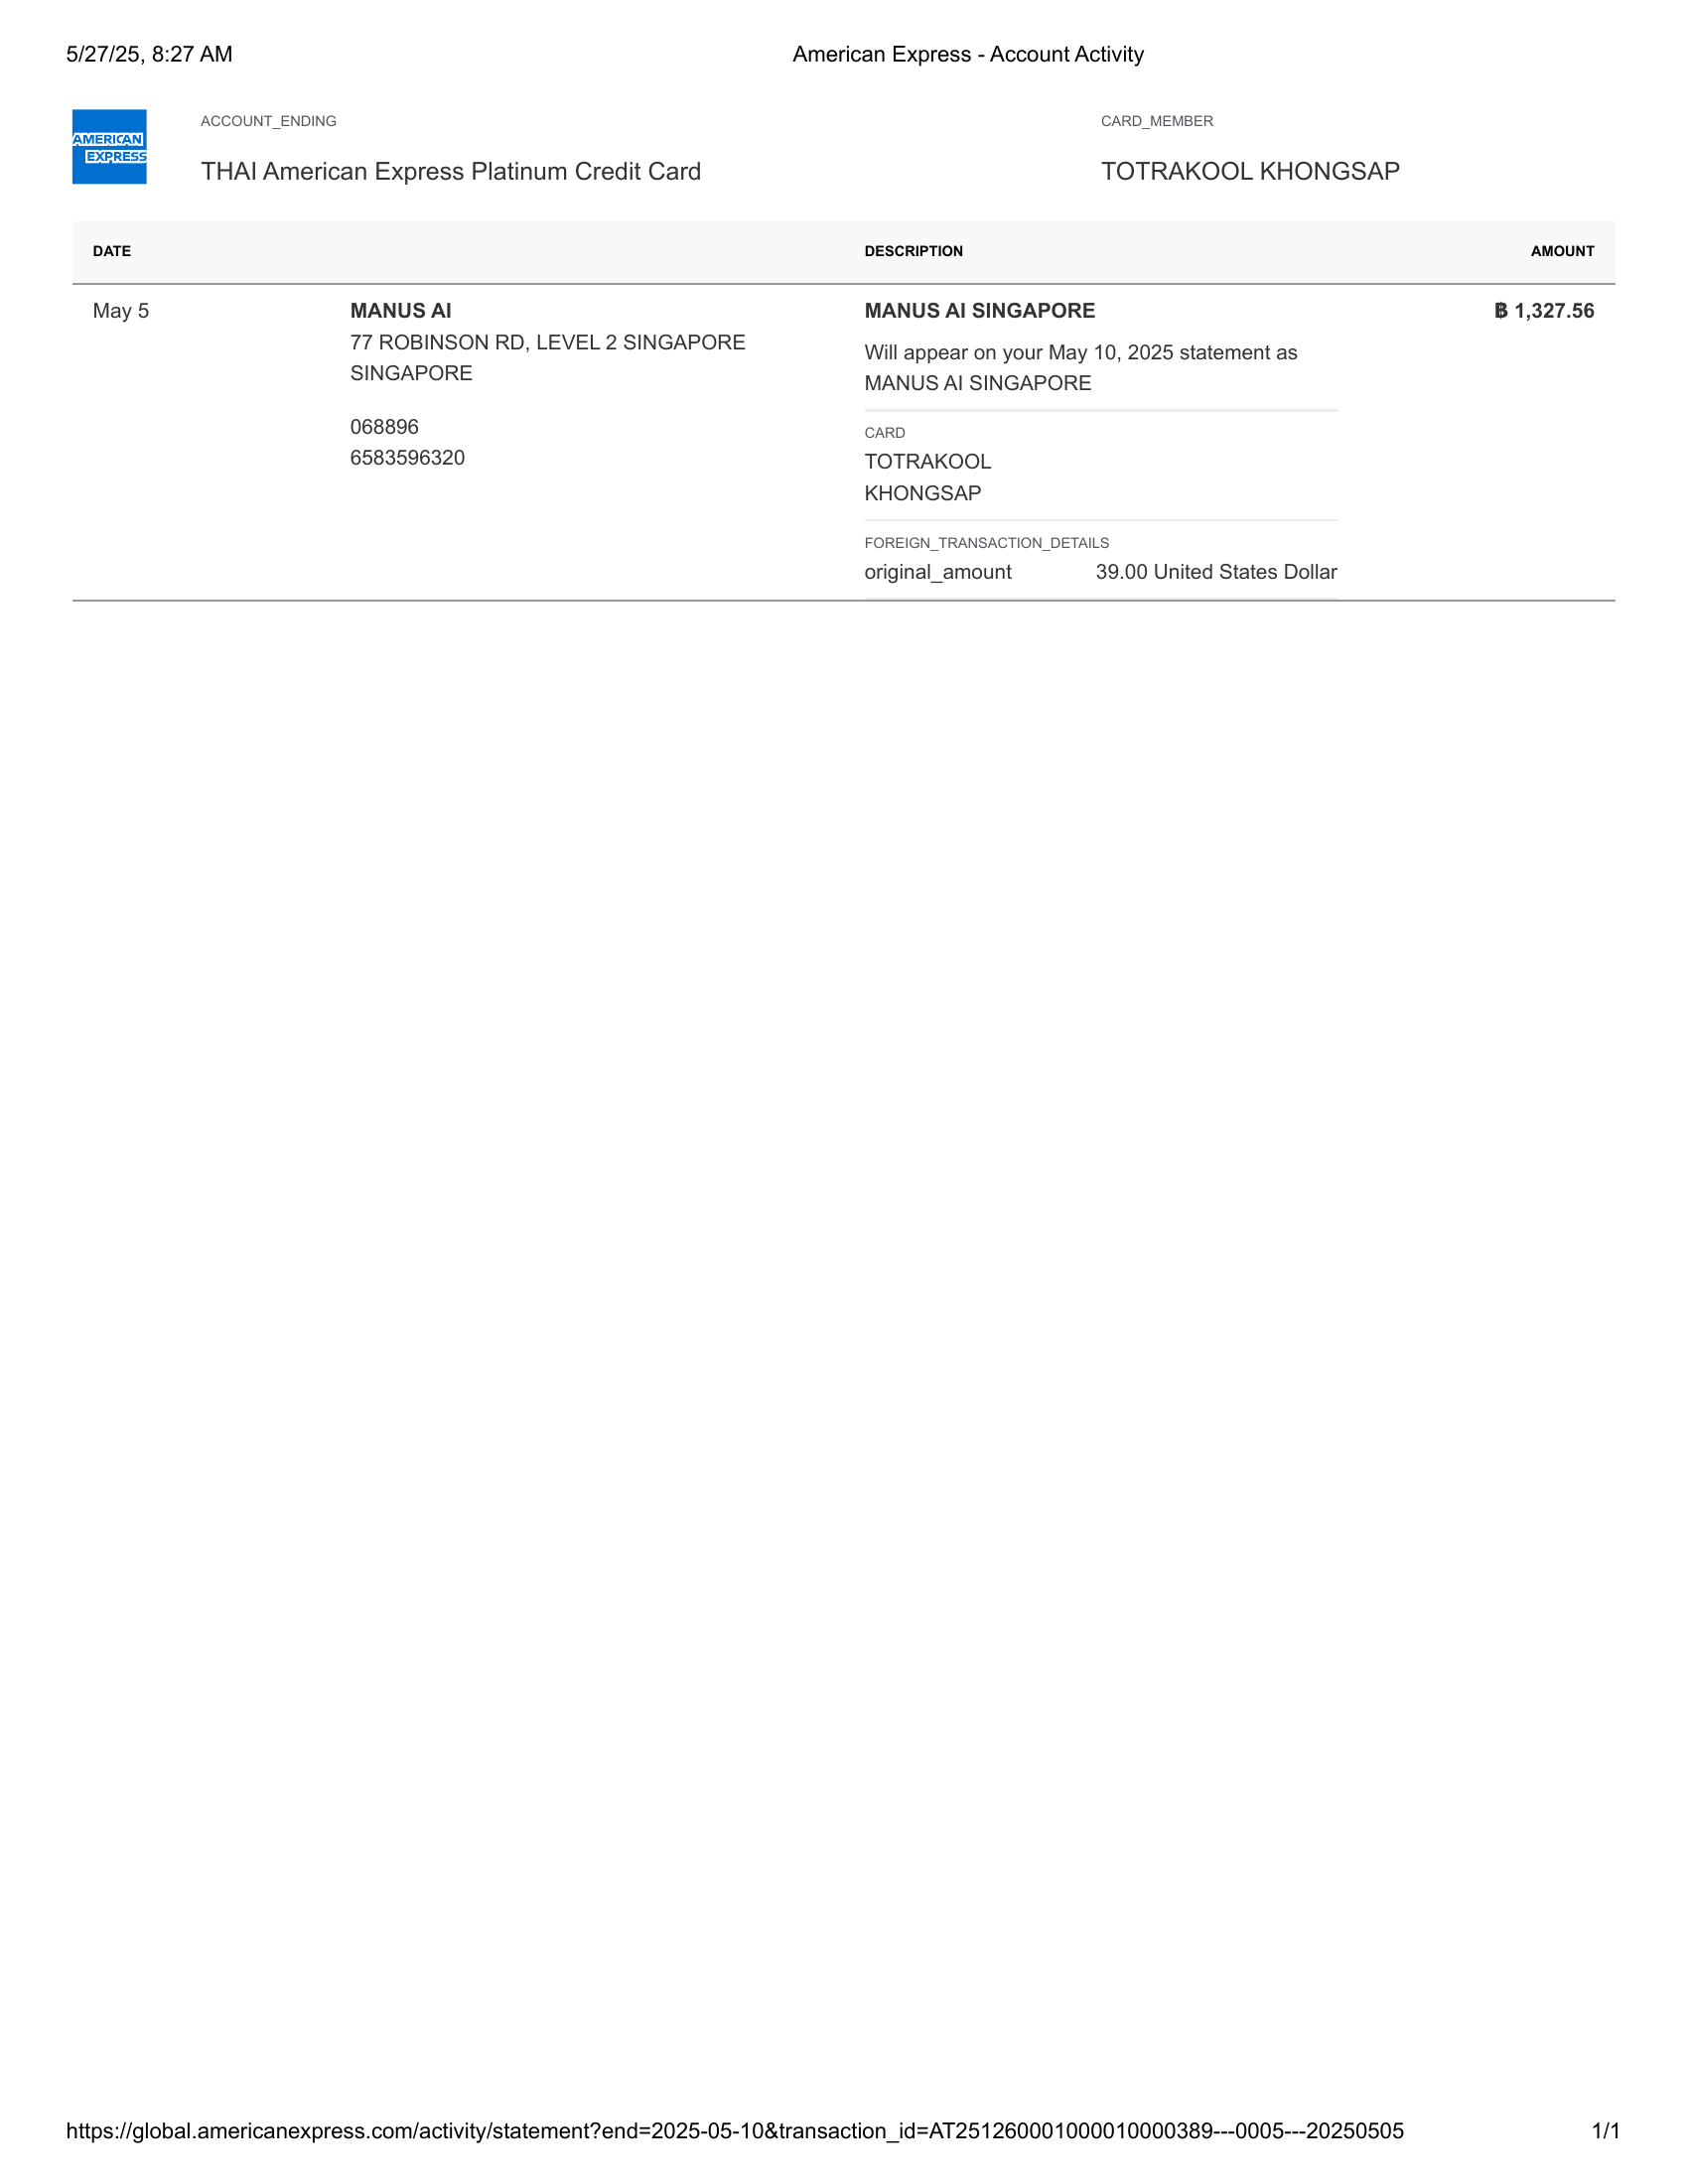 5/27/25, 8:27 AM
American Express - Account Activity
AMERICAN
EXPRESS
ACCOUNT_ENDING
THAI American Express Platinum Credit Card
CARD_MEMBER
TOTRAKOOL KHONGSAP
DATE
DESCRIPTION
AMOUNT
May 5
MANUS AI
77 ROBINSON RD, LEVEL 2 SINGAPORE
SINGAPORE
068896
6583596320
MANUS AI SINGAPORE
Will appear on your May 10, 2025 statement as
MANUS AI SINGAPORE
CARD
TOTRAKOOL
KHONGSAP
FOREIGN_TRANSACTION_DETAILS
original_amount 39.00 United States Dollar
฿ 1,327.56
https://global.americanexpress.com/activity/statement?end=2025-05-10&transaction_id=AT251260001000010000389---0005---20250505
1/1